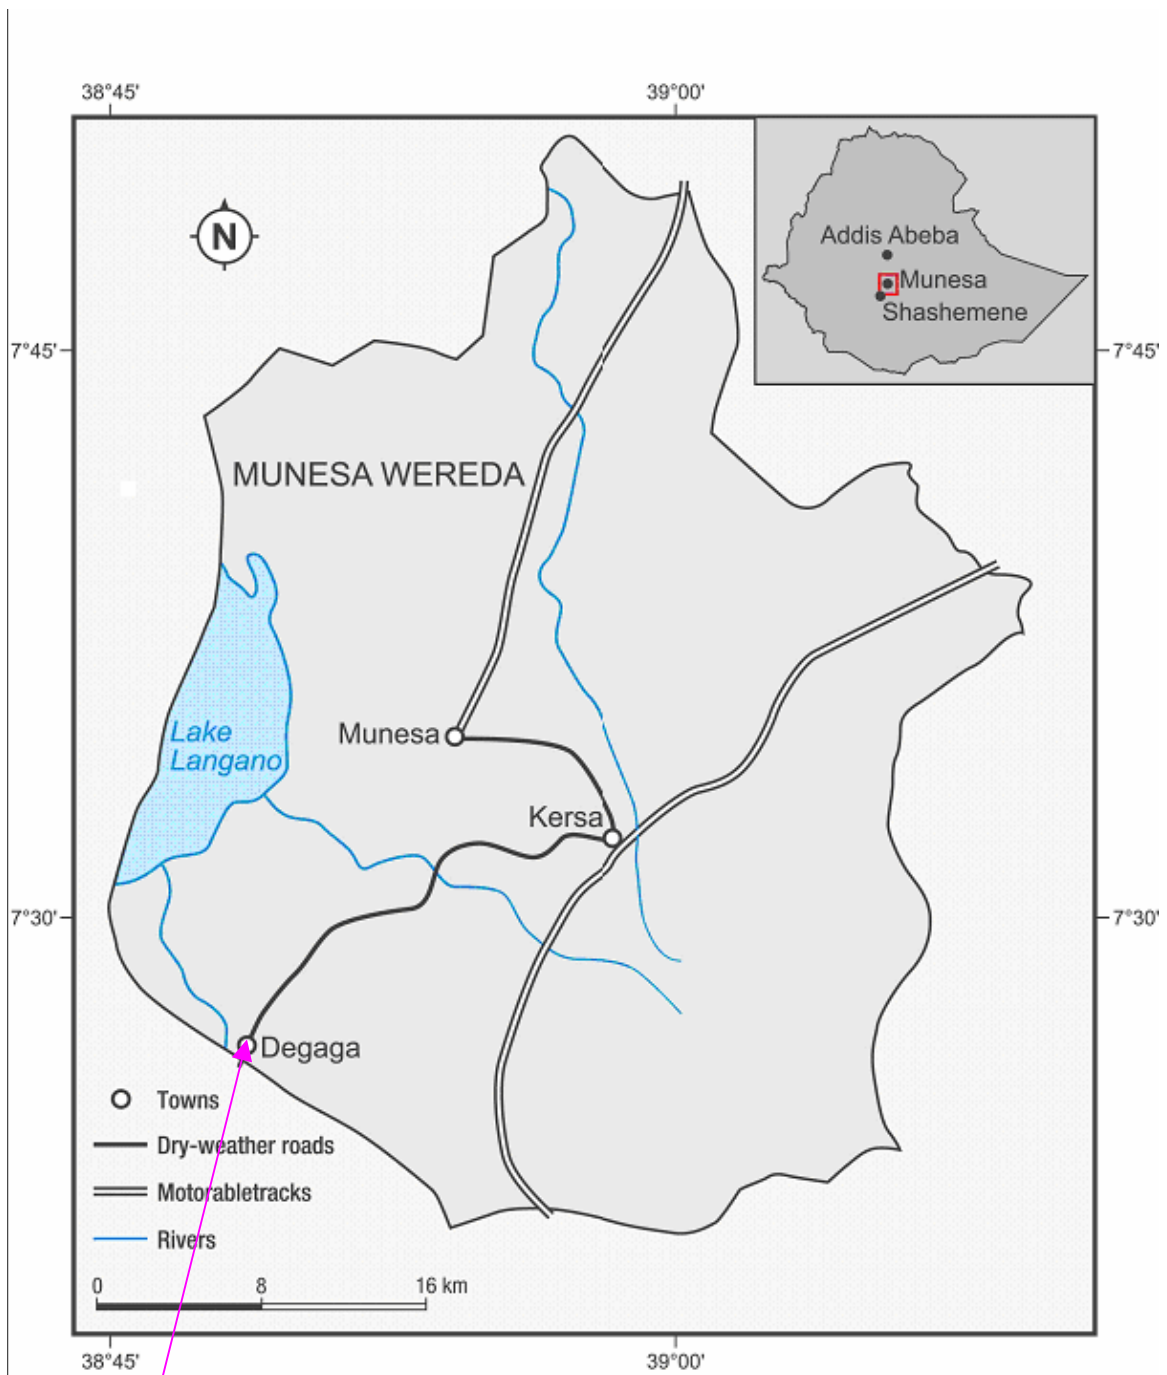 38°45'
39°00'
N
Addis Abeba
Munesa
Shashemene
7°45'
7°45'
MUNESA WEREDA
Lake
Langano
Munesa
Kersa
7°30'
7°30'
Degaga
Towns
Dry-weather roads
Motorabletracks
Rivers
0 8 16 km
38°45'
39°00'